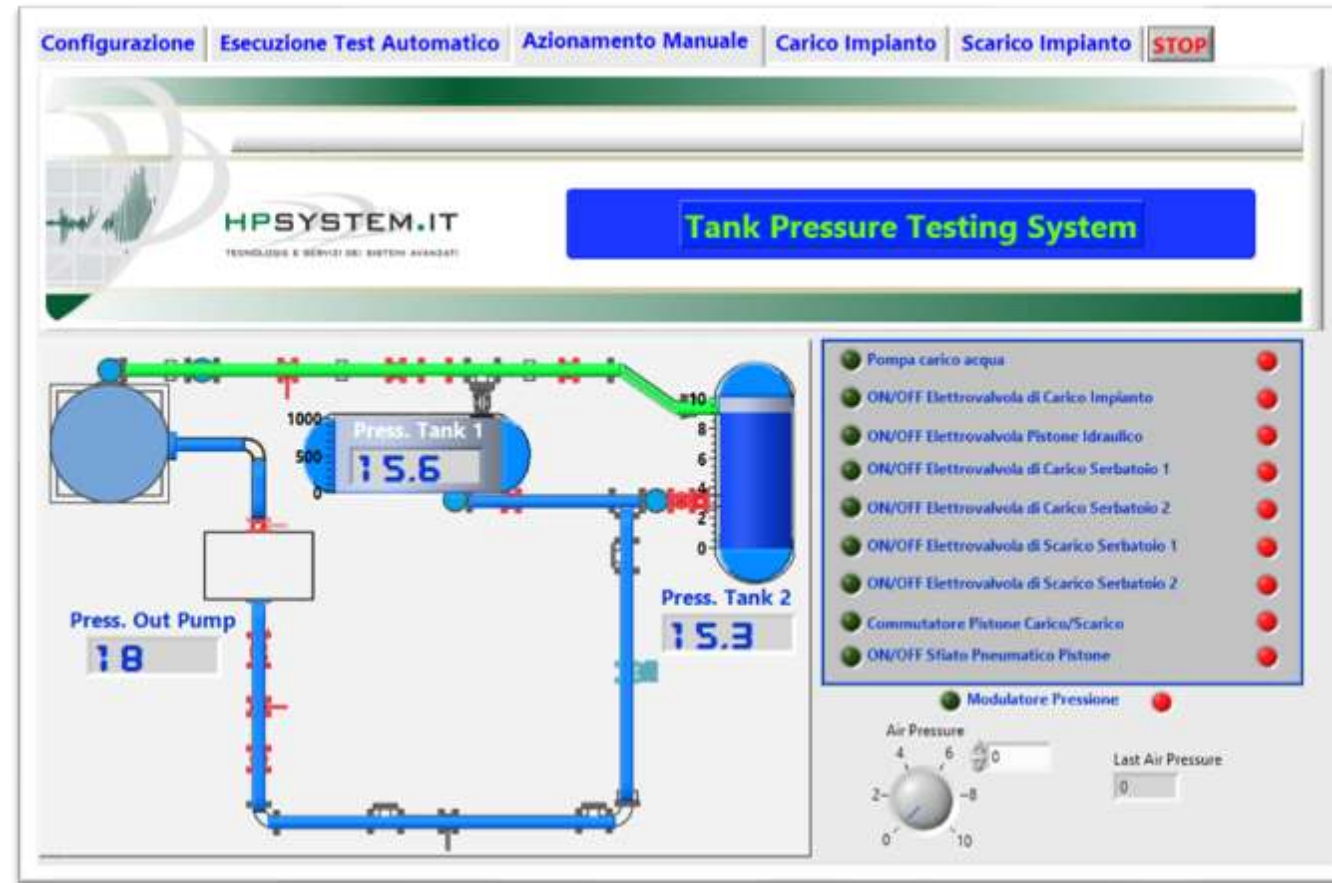 Configurazione Esecuzione Test Automatico Azionamento Manuale Carico Impianto Scarico Impianto STOP
HPSYSTEM.IT
TECNOLOGIE E SERVIZI DEI SISTEMI AVANZATI
Tank Pressure Testing System
1000
500
0
Press. Tank 1
15.6
10
8
6
4
2
0
Press. Tank 2
15.3
Press. Out Pump
18
Pompa carico acqua
ON/OFF Elettrovalvola di Carico Impianto
ON/OFF Elettrovalvola Pistone Idraulico
ON/OFF Elettrovalvola di Carico Serbatoio 1
ON/OFF Elettrovalvola di Carico Serbatoio 2
ON/OFF Elettrovalvola di Scarico Serbatoio 1
ON/OFF Elettrovalvola di Scarico Serbatoio 2
Commutatore Pistone Carico/Scarico
ON/OFF Sfiato Pneumatico Pistone
Modulatore Pressione
Air Pressure
0 2 4 6 8 10
0
Last Air Pressure
0